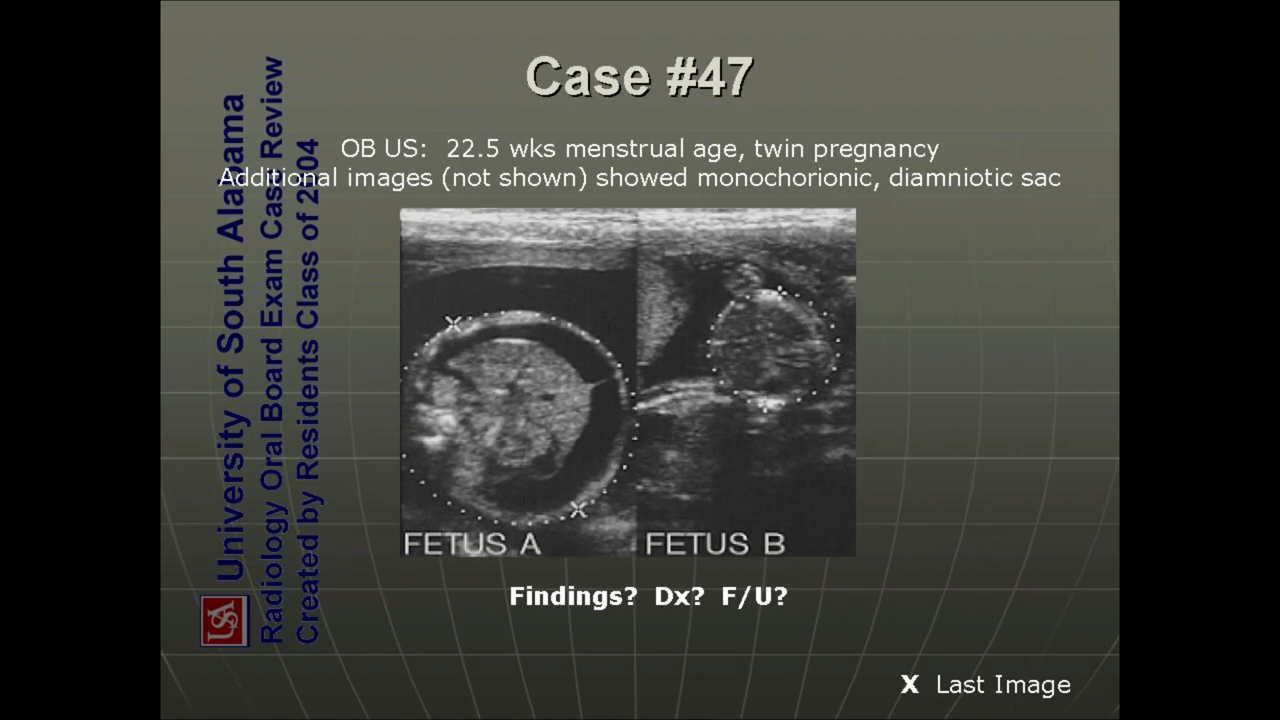 Case #47
OB US: 22.5 wks menstrual age, twin pregnancy
Additional images (not shown) showed monochorionic, diamniotic sac
University of South Alabama
Radiology Oral Board Exam Case Review
Created by Residents Class of 2004
USA
FETUS A
FETUS B
Findings? Dx? F/U?
X Last Image